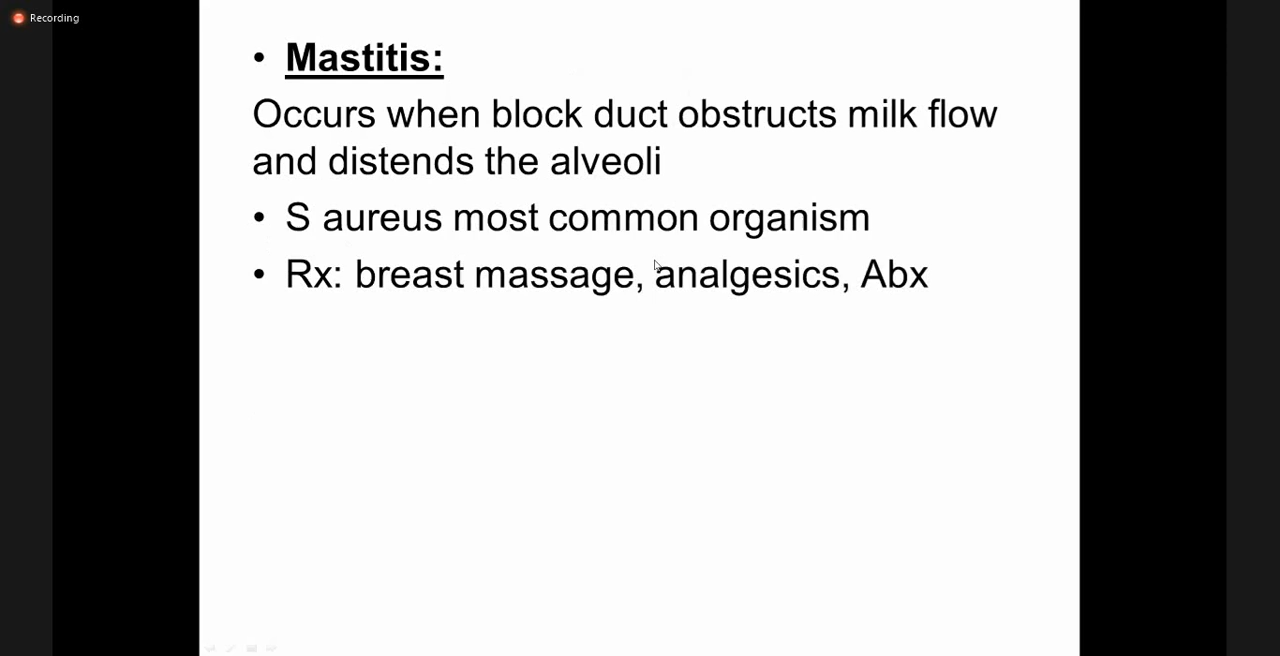 Recording
• Mastitis:
Occurs when block duct obstructs milk flow
and distends the alveoli
• S aureus most common organism
• Rx: breast massage, analgesics, Abx